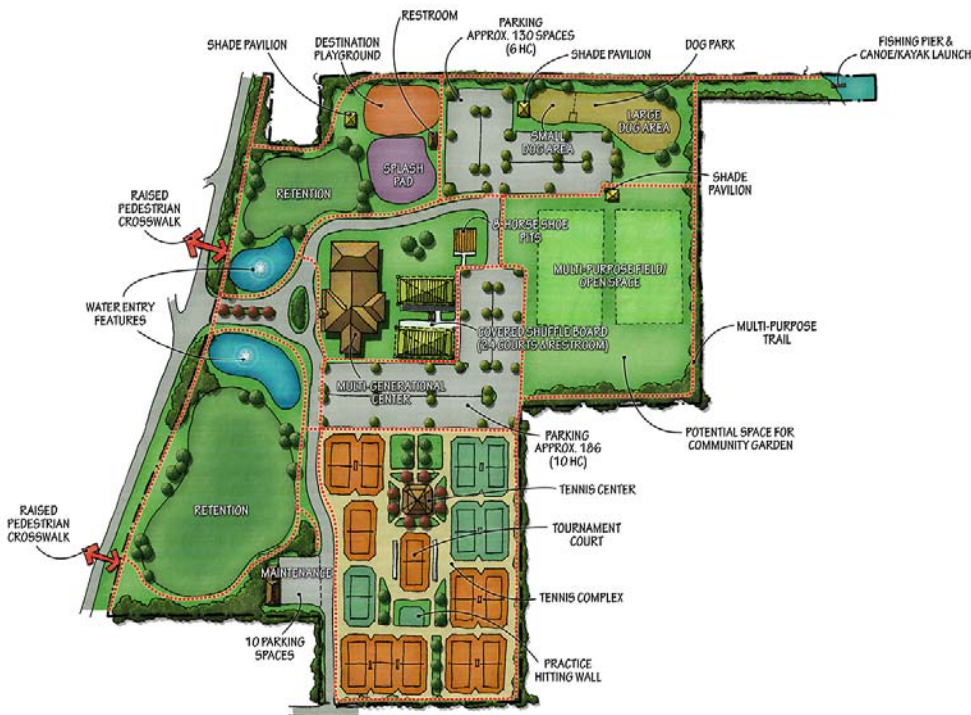 RESTROOM
PARKING
APPROX. 130 SPACES
(6 HC)
SHADE PAVILION
DESTINATION
PLAYGROUND
SHADE PAVILION
DOG PARK
FISHING PIER &
CANOE/KAYAK LAUNCH
LARGE
DOG AREA
SMALL
DOG AREA
SPLASH
PAD
RETENTION
SHADE
PAVILION
RAISED
PEDESTRIAN
CROSSWALK
8 HORSE SHOE
PITS
MULTI-PURPOSE FIELD/
OPEN SPACE
WATER ENTRY
FEATURES
COVERED SHUFFLE BOARD
(24 COURTS & RESTROOM)
MULTI-PURPOSE
TRAIL
MULTI-GENERATIONAL
CENTER
PARKING
APPROX. 186
(10 HC)
POTENTIAL SPACE FOR
COMMUNITY GARDEN
TENNIS CENTER
RETENTION
RAISED
PEDESTRIAN
CROSSWALK
TOURNAMENT
COURT
MAINTENANCE
TENNIS COMPLEX
10 PARKING
SPACES
PRACTICE
HITTING WALL